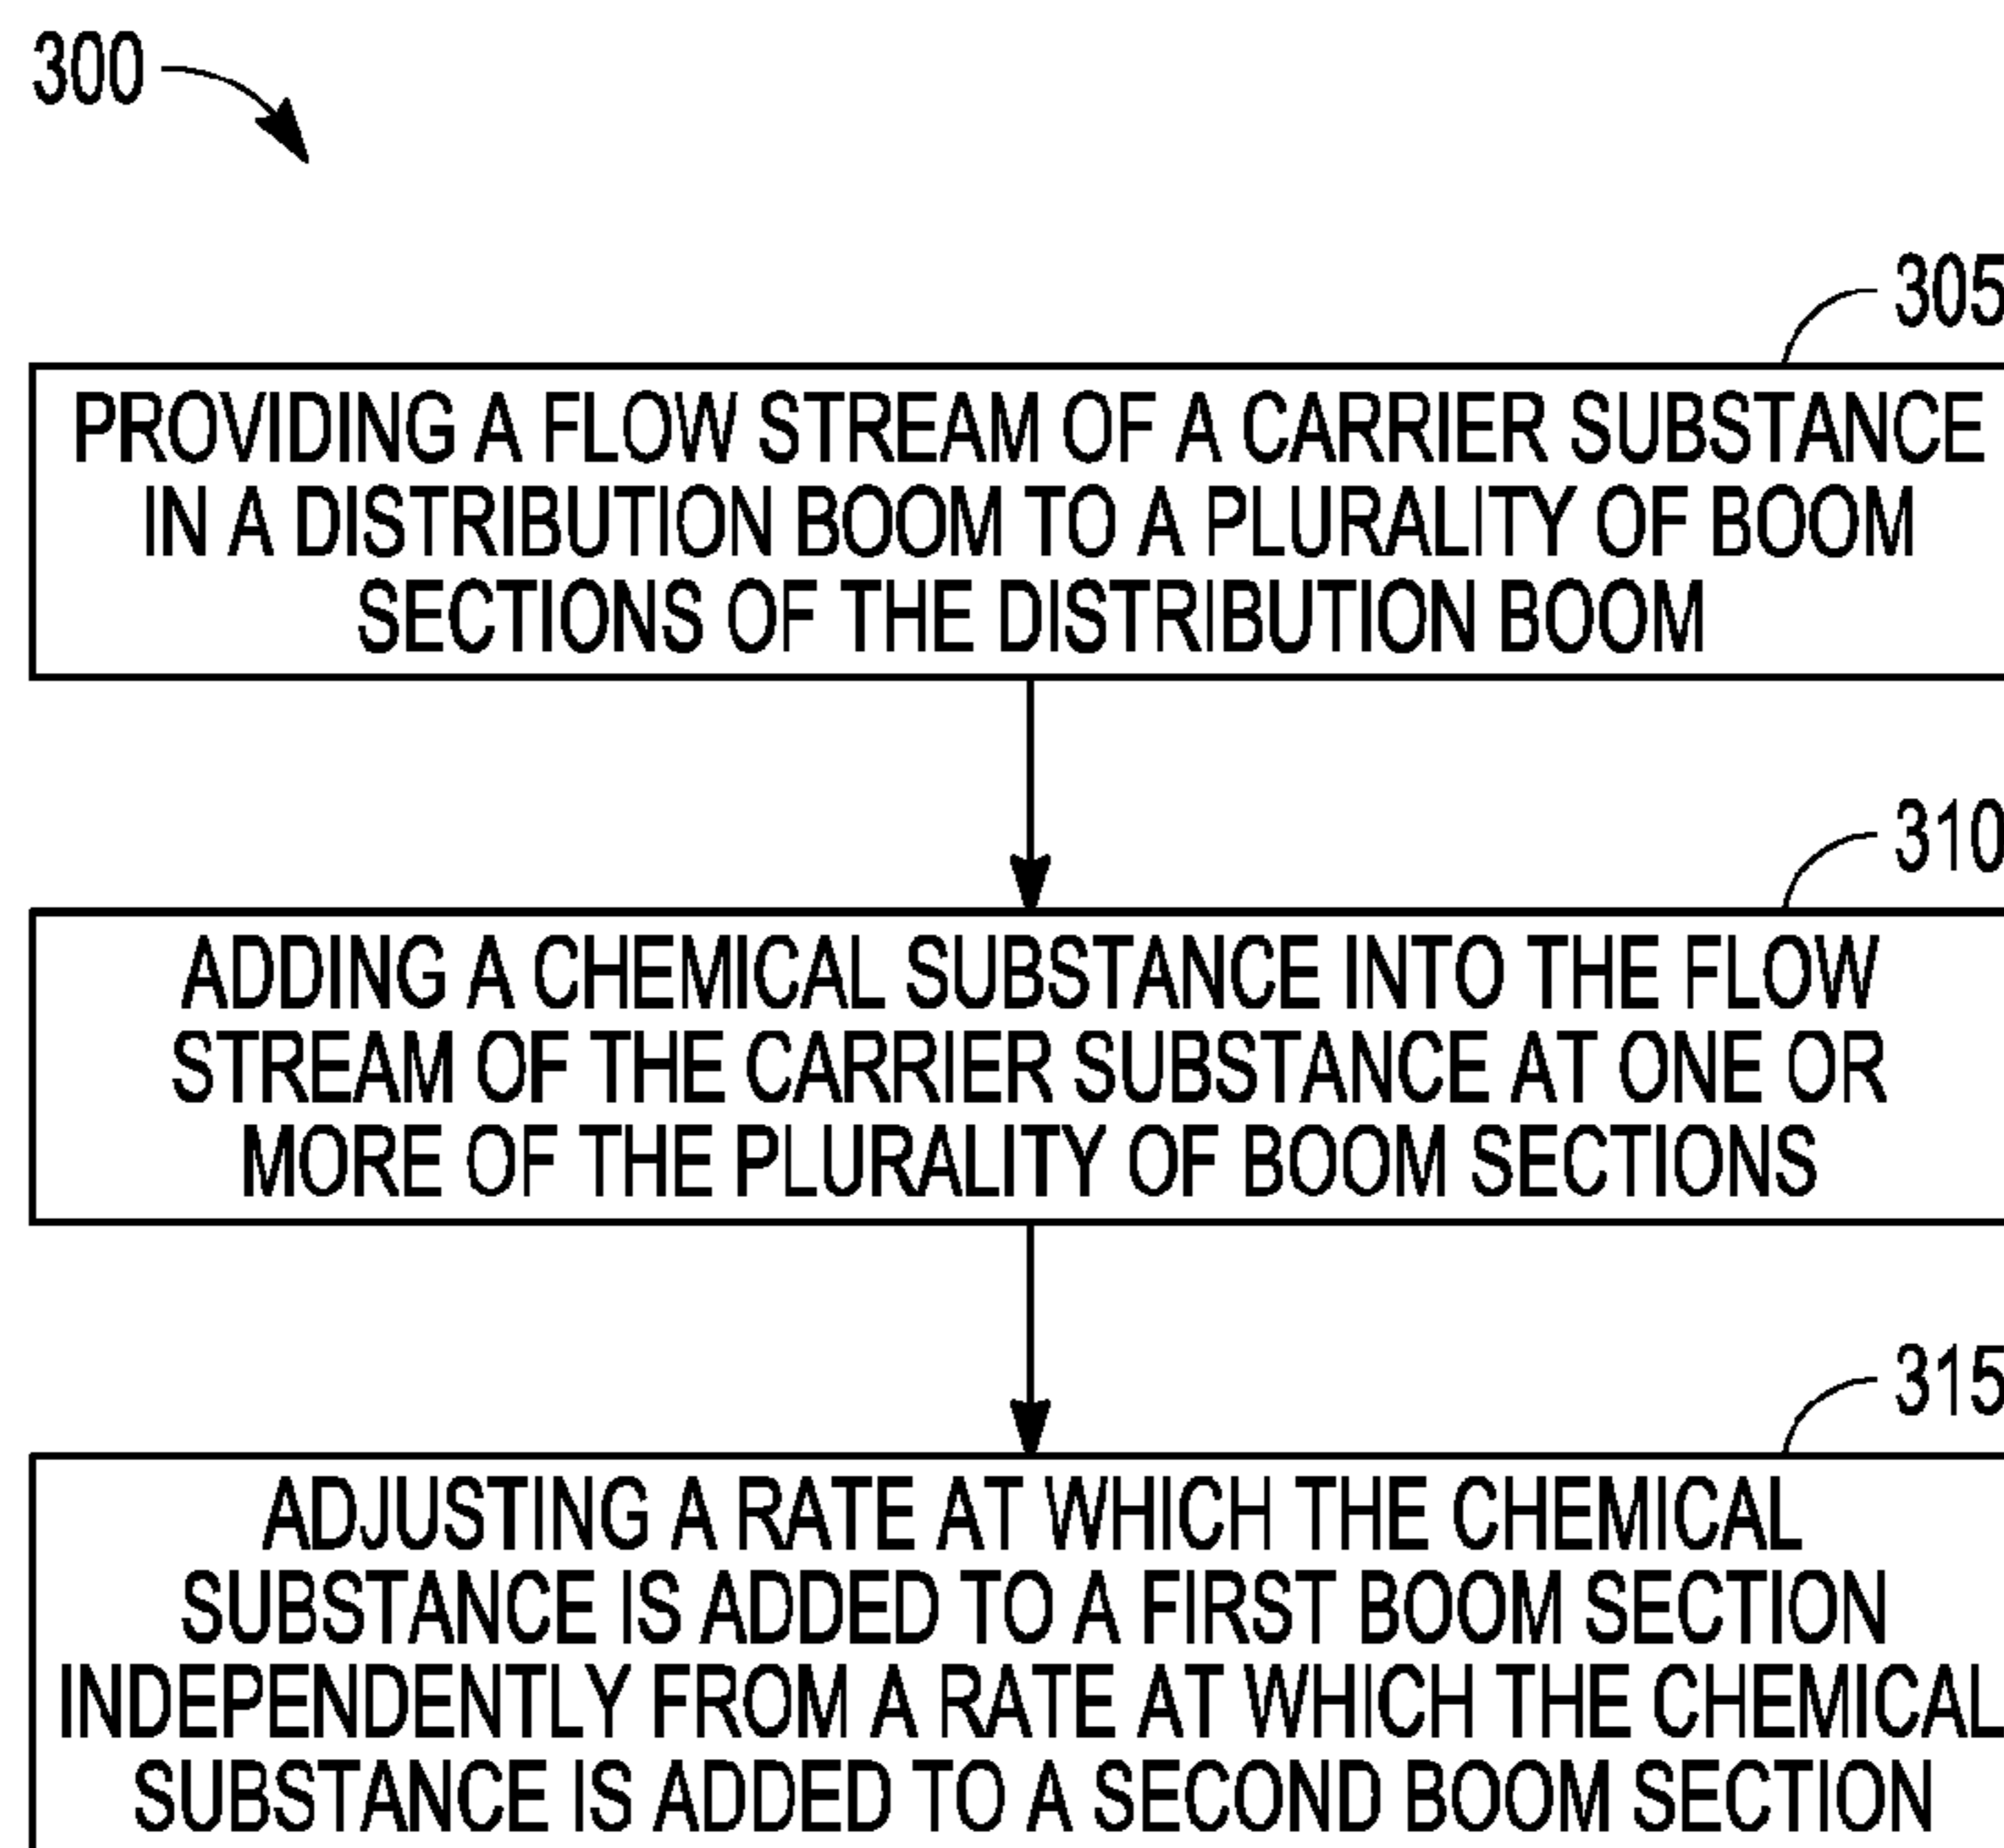 300
305
PROVIDING A FLOW STREAM OF A CARRIER SUBSTANCE
IN A DISTRIBUTION BOOM TO A PLURALITY OF BOOM
SECTIONS OF THE DISTRIBUTION BOOM
310
ADDING A CHEMICAL SUBSTANCE INTO THE FLOW
STREAM OF THE CARRIER SUBSTANCE AT ONE OR
MORE OF THE PLURALITY OF BOOM SECTIONS
315
ADJUSTING A RATE AT WHICH THE CHEMICAL
SUBSTANCE IS ADDED TO A FIRST BOOM SECTION
INDEPENDENTLY FROM A RATE AT WHICH THE CHEMICAL
SUBSTANCE IS ADDED TO A SECOND BOOM SECTION